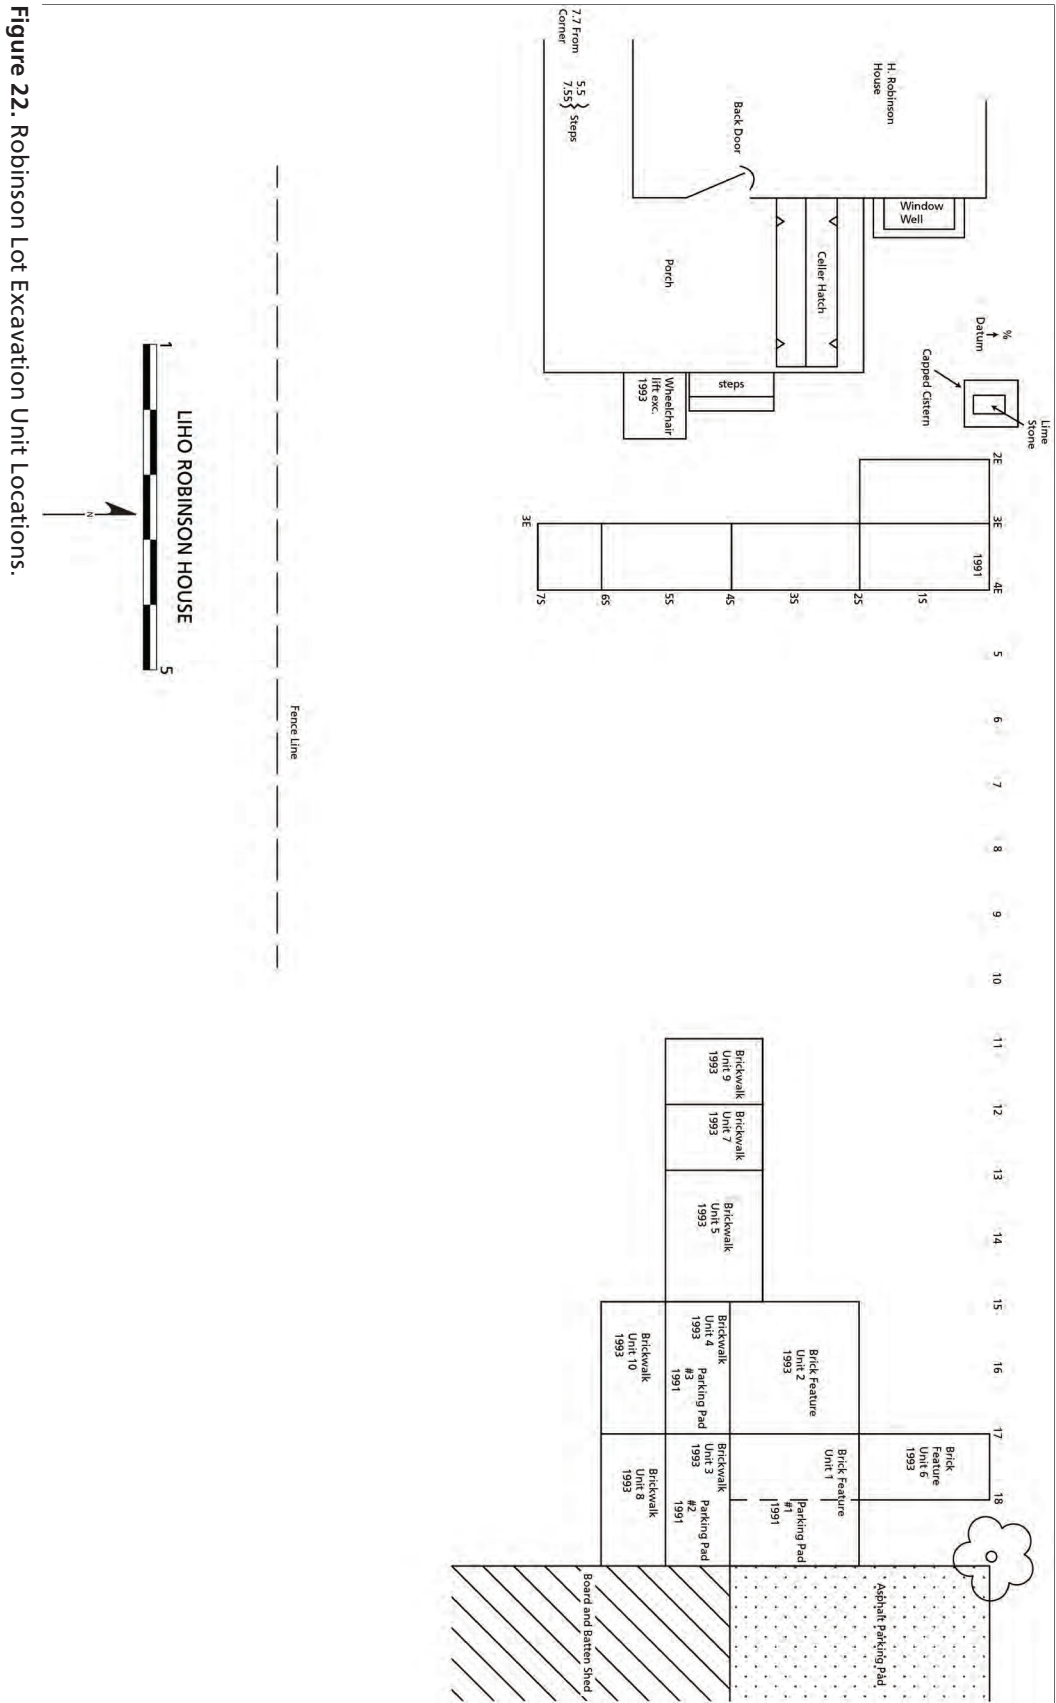 H. Robinson
House
Back Door
7.7 From
Corner
5.5
7.55
Steps
Window
Well
Celler Hatch
Porch
%
Datum
Capped Cistern
Lime
Stone
steps
Wheelchair
lift exc.
1993
2E
3E
4E
5
6
7
8
9
10
11
12
13
14
15
16
17
18
1991
3E
1S
2S
3S
4S
5S
6S
7S
Brickwalk
Unit 9
1993
Brickwalk
Unit 7
1993
Brickwalk
Unit 5
1993
Brick Feature
Unit 2
1993
Brickwalk
Unit 4
1993
Parking Pad
#3
1991
Brickwalk
Unit 10
1993
Brick
Feature
Unit 6
1993
Brick Feature
Unit 1
Parking Pad
#1
1991
Brickwalk
Unit 3
1993
Parking Pad
#2
1991
Brickwalk
Unit 8
1993
Asphalt Parking Pad
Board and Batten Shed
Fence Line
LIHO ROBINSON HOUSE
1
5
N
Figure 22. Robinson Lot Excavation Unit Locations.